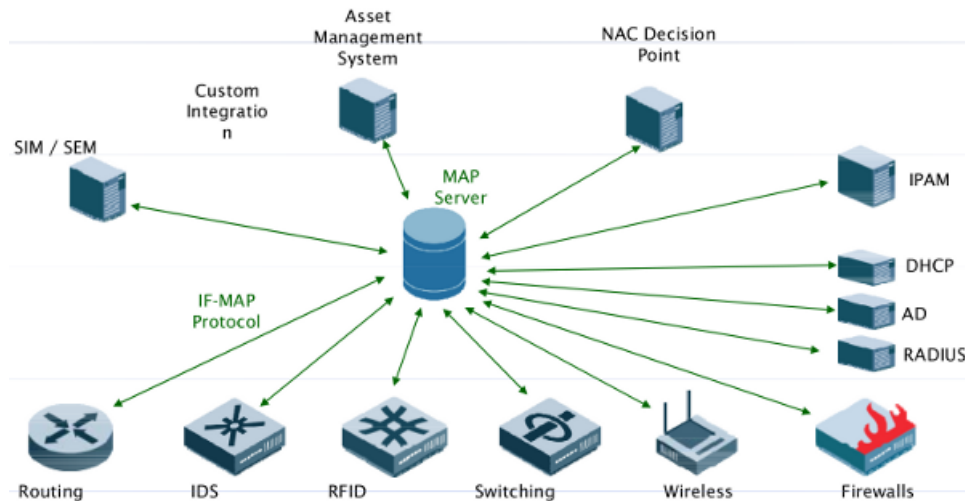 Asset
Management
System
NAC Decision
Point
Custom
Integratio
n
SIM / SEM
MAP
Server
IPAM
DHCP
IF-MAP
Protocol
AD
RADIUS
Routing
IDS
RFID
Switching
Wireless
Firewalls